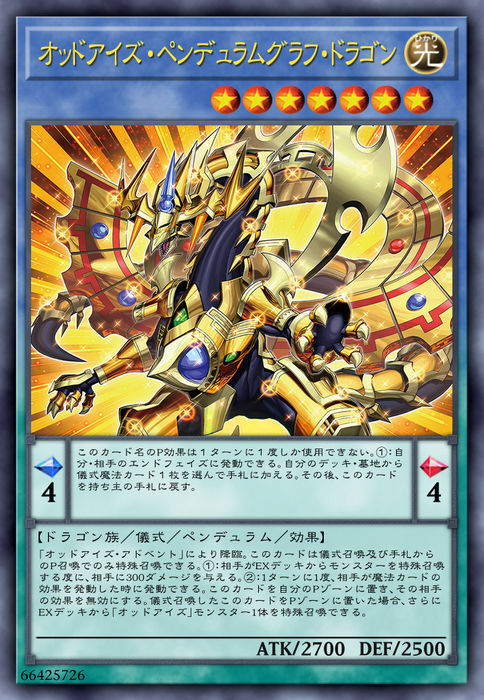 オッドアイズ・ペンデュラムグラフ・ドラゴン
ひかり
光
このカード名のP効果は1ターンに1度しか使用できない。①：自
分・相手のエンドフェイズに発動できる。自分のデッキ・墓地から
儀式魔法カード1枚を選んで手札に加える。その後、このカード
を持ち主の手札に戻す。
4
4
【ドラゴン族／儀式／ペンデュラム／効果】
「オッドアイズ・アドベント」により降臨。このカードは儀式召喚及び手札から
のP召喚でのみ特殊召喚できる。①：相手がEXデッキからモンスターを特殊召喚
する度に、相手に300ダメージを与える。②：1ターンに1度、相手が魔法カードの
効果を発動した時に発動できる。このカードを自分のPゾーンに置き、その相手
の効果を無効にする。儀式召喚したこのカードをPゾーンに置いた場合、さらに
EXデッキから「オッドアイズ」モンスター1体を特殊召喚できる。
ATK/2700 DEF/2500
66425726